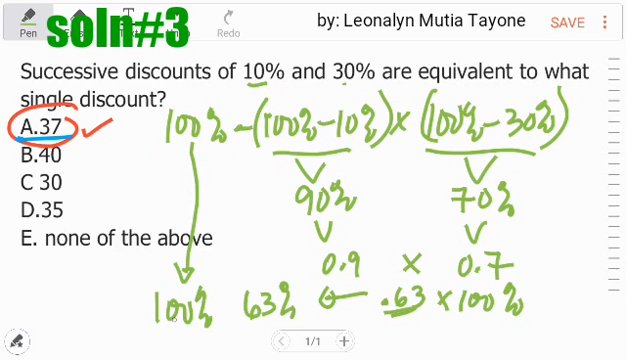 by: Leonalyn Mutia Tayone
SAVE
soln#3
Pen
Undo
Redo
Successive discounts of 10% and 30% are equivalent to what
single discount?
A.37
100% - (100% - 10%) × (100% - 30%)
B.40
C 30
90% 70%
D.35
E. none of the above
0.9 × 0.7
100% 63% ← .63 × 100%
1/1